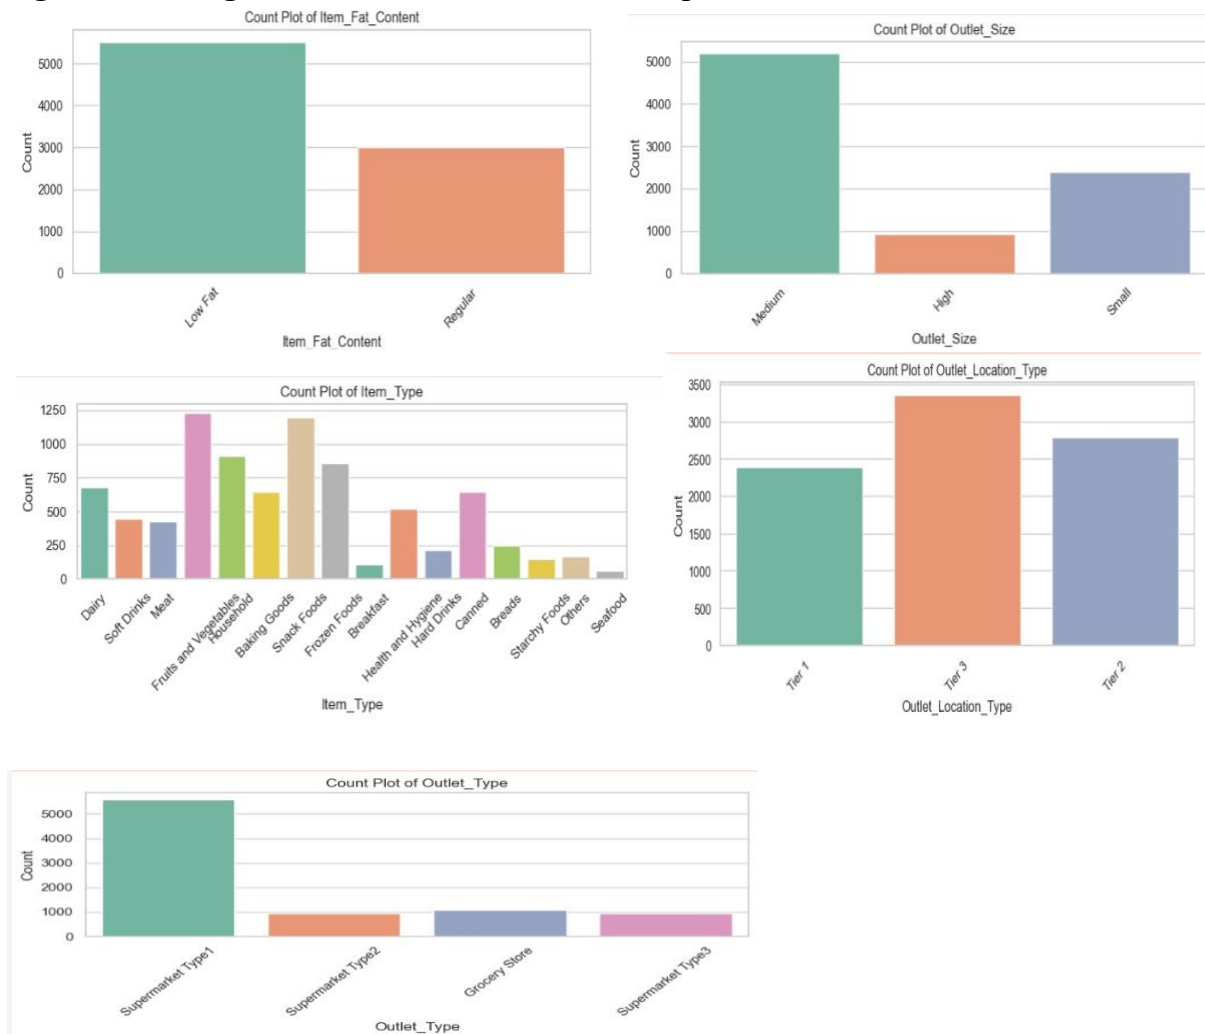 Count Plot of Item_Fat_Content
5000
4000
3000
2000
1000
0
Count
Low Fat
Regular
Item_Fat_Content
Count Plot of Outlet_Size
5000
4000
3000
2000
1000
0
Count
Medium
High
Small
Outlet_Size
Count Plot of Item_Type
1250
1000
750
500
250
0
Count
Dairy
Soft Drinks
Meat
Fruits and Vegetables
Household
Baking Goods
Snack Foods
Frozen Foods
Breakfast
Health and Hygiene
Hard Drinks
Canned
Breads
Starchy Foods
Others
Seafood
Item_Type
Count Plot of Outlet_Location_Type
3500
3000
2500
2000
1500
1000
500
0
Count
Tier 1
Tier 3
Tier 2
Outlet_Location_Type
Count Plot of Outlet_Type
5000
4000
3000
2000
1000
0
Count
Supermarket Type1
Supermarket Type2
Grocery Store
Supermarket Type3
Outlet_Type